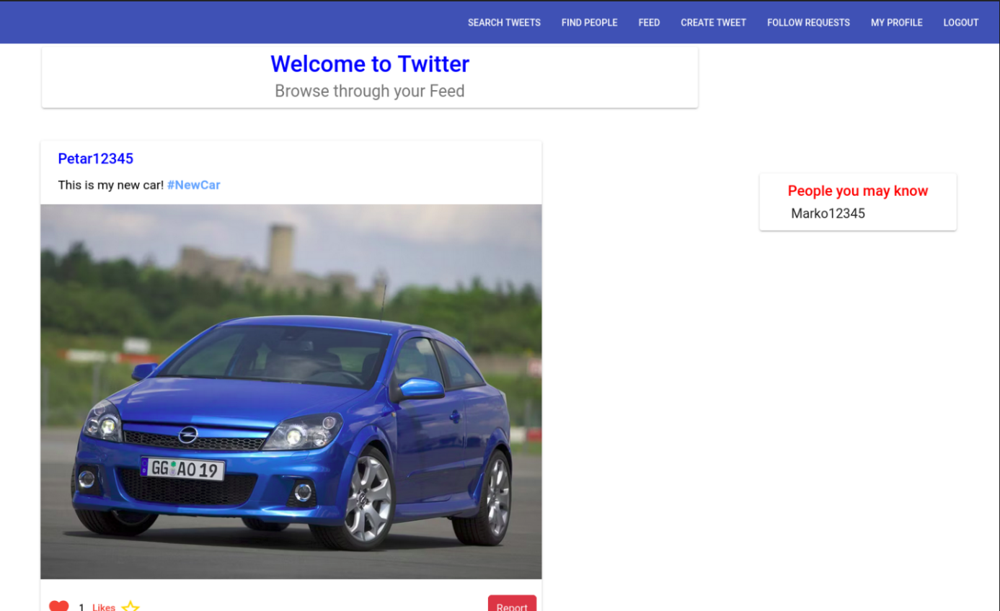 SEARCH TWEETS FIND PEOPLE FEED CREATE TWEET FOLLOW REQUESTS MY PROFILE LOGOUT
Welcome to Twitter
Browse through your Feed
Petar12345
This is my new car! #NewCar
GG AO 19
1 Likes
Report
People you may know
Marko12345